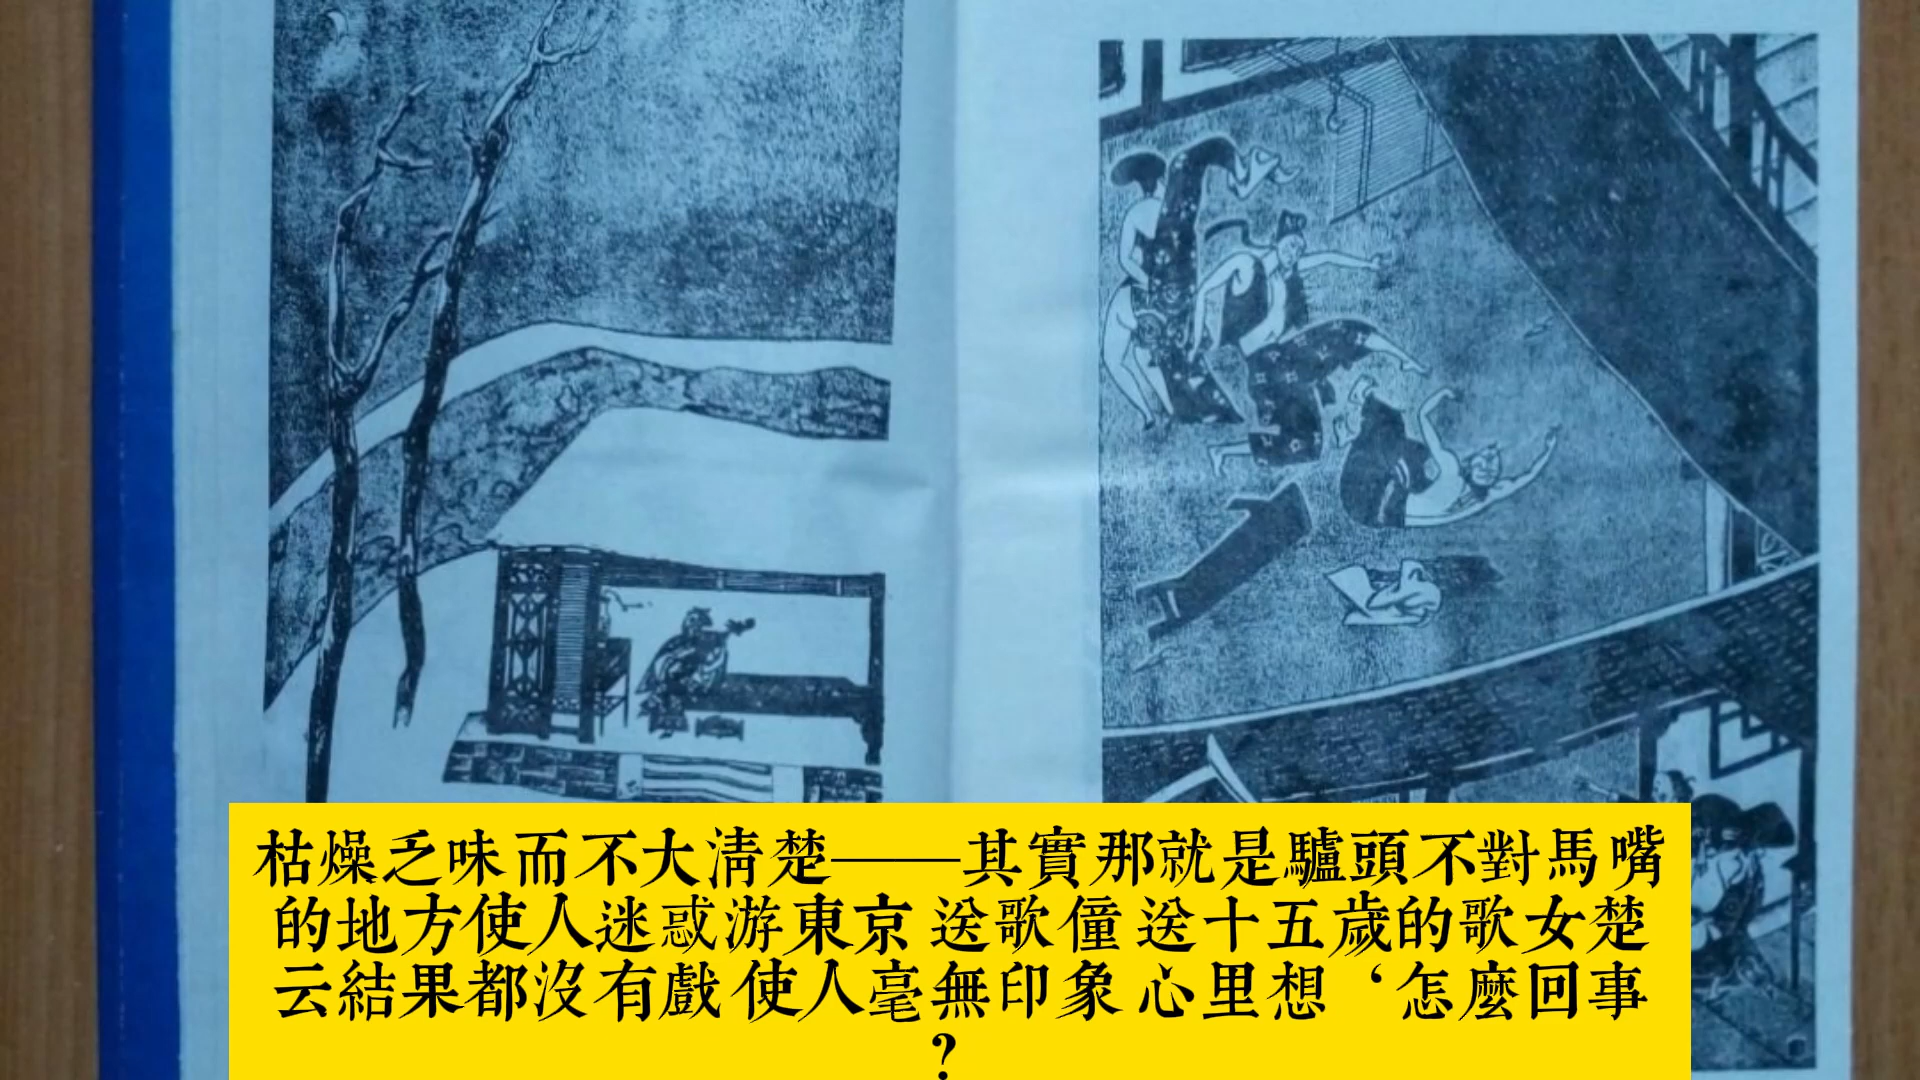 枯燥乏味而不大清楚——其實那就是驢頭不對馬嘴
的地方使人迷惑游東京 送歌僮 送十五歲的歌女楚
云結果都沒有戲 使人毫無印象 心里想‘怎麼回事
?